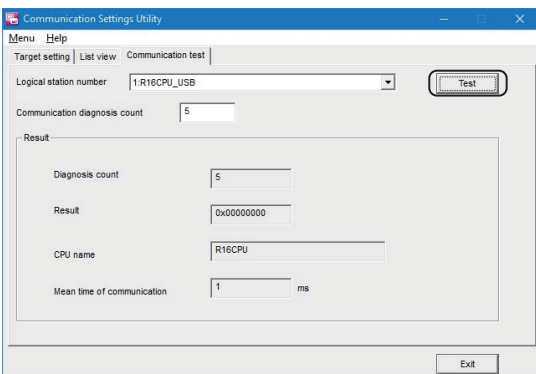 Communication Settings Utility
Menu Help
Target setting List view Communication test
Logical station number 1:R16CPU_USB Test
Communication diagnosis count 5
Result
Diagnosis count 5
Result 0x00000000
CPU name R16CPU
Mean time of communication 1 ms
Exit